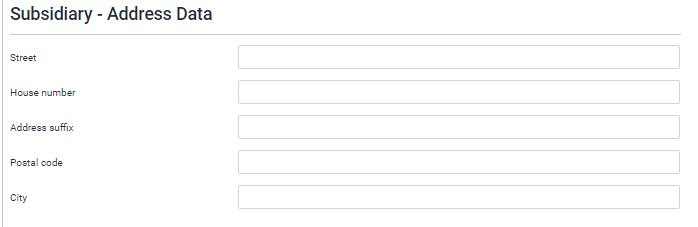 Subsidiary - Address Data
Street
House number
Address suffix
Postal code
City